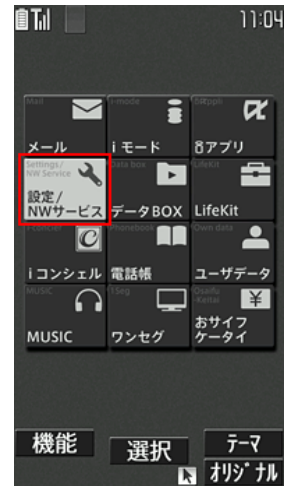 11:04
Mail
i-mode
α appli
メール
iモード
αアプリ
Settings/
NW Service
Data box
LifeKit
設定/
NWサービス
データBOX
LifeKit
i concier
Phonebook
Own data
iコンシェル
電話帳
ユーザデータ
MUSIC
1Seg
Osaifu
-Keitai
MUSIC
ワンセグ
おサイフ
ケータイ
機能
選択
テーマ
オリジナル